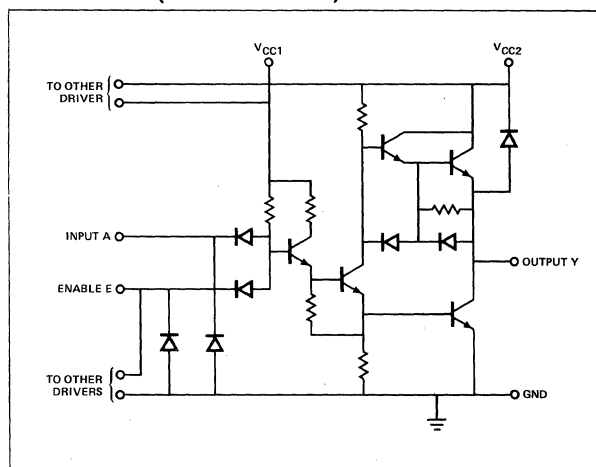 VCC1
VCC2
TO OTHER
DRIVER
INPUT A
ENABLE E
OUTPUT Y
TO OTHER
DRIVERS
GND